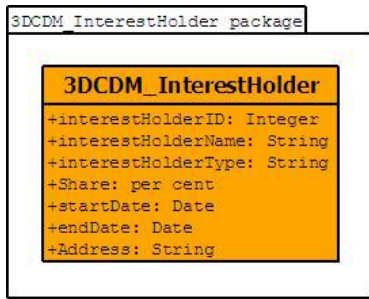 3DCDM_InterestHolder package
3DCDM_InterestHolder
+interestHolderID: Integer
+interestHolderName: String
+interestHolderType: String
+Share: per cent
+startDate: Date
+endDate: Date
+Address: String